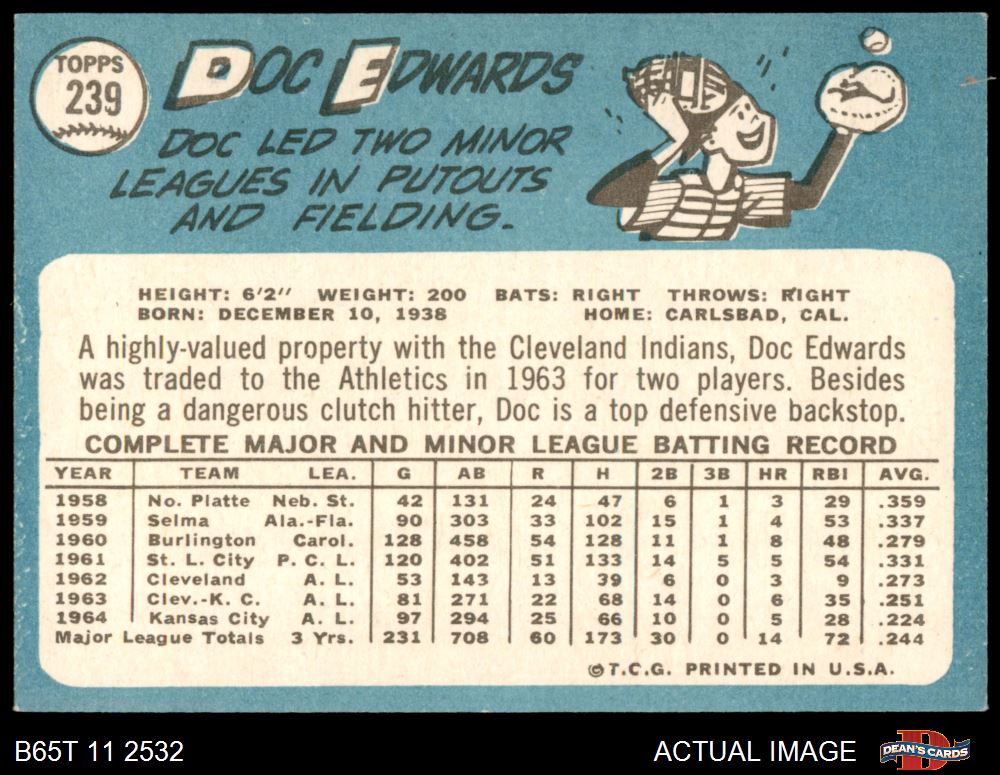 TOPPS
239
DOC EDWARDS
DOC LED TWO MINOR
LEAGUES IN PUTOUTS
AND FIELDING.
HEIGHT: 6'2" WEIGHT: 200 BATS: RIGHT THROWS: RIGHT
BORN: DECEMBER 10, 1938 HOME: CARLSBAD, CAL.
A highly-valued property with the Cleveland Indians, Doc Edwards
was traded to the Athletics in 1963 for two players. Besides
being a dangerous clutch hitter, Doc is a top defensive backstop.
COMPLETE MAJOR AND MINOR LEAGUE BATTING RECORD
YEAR TEAM LEA. G AB R H 2B 3B HR RBI AVG.
1958 No. Platte Neb. St. 42 131 24 47 6 1 3 29 .359
1959 Selma Ala.-Fla. 90 303 33 102 15 1 4 53 .337
1960 Burlington Carol. 128 458 54 128 11 1 8 48 .279
1961 St. L. City P. C. L. 120 402 51 133 14 5 5 54 .331
1962 Cleveland A. L. 53 143 13 39 6 0 3 9 .273
1963 Clev.-K. C. A. L. 81 271 22 68 14 0 6 35 .251
1964 Kansas City A. L. 97 294 25 66 10 0 5 28 .224
Major League Totals 3 Yrs. 231 708 60 173 30 0 14 72 .244
©T.C.G. PRINTED IN U.S.A.
B65T 11 2532 ACTUAL IMAGE DEAN'S CARDS